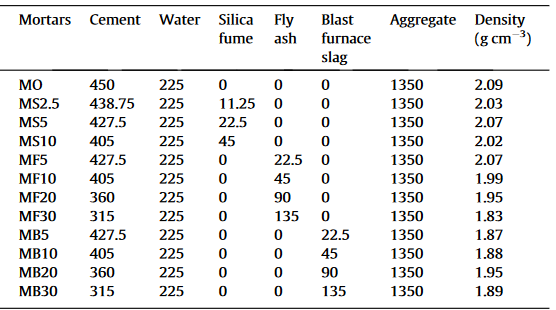 Mortars Cement Water Silica fume Fly ash Blast furnace slag Aggregate Density (g cm⁻³)
MO 450 225 0 0 0 1350 2.09
MS2.5 438.75 225 11.25 0 0 1350 2.03
MS5 427.5 225 22.5 0 0 1350 2.07
MS10 405 225 45 0 0 1350 2.02
MF5 427.5 225 0 22.5 0 1350 2.07
MF10 405 225 0 45 0 1350 1.99
MF20 360 225 0 90 0 1350 1.95
MF30 315 225 0 135 0 1350 1.83
MB5 427.5 225 0 0 22.5 1350 1.87
MB10 405 225 0 0 45 1350 1.88
MB20 360 225 0 0 90 1350 1.95
MB30 315 225 0 0 135 1350 1.89